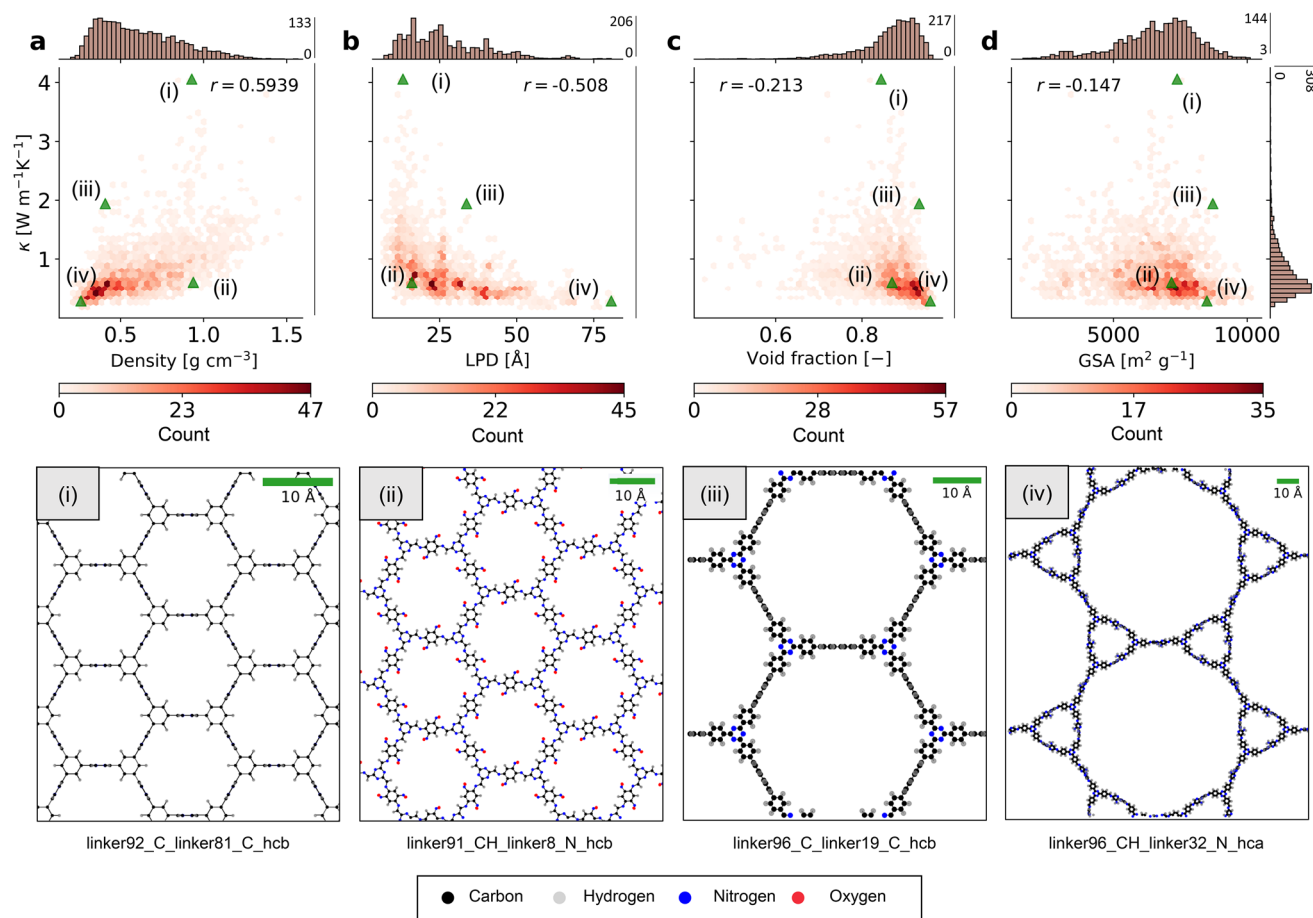 a
133
0
r = 0.5939
(i)
(iii)
(iv)
(ii)
κ [W m⁻¹K⁻¹]
4
3
2
1
0.5
1.0
1.5
Density [g cm⁻³]
0
23
47
Count
b
206
0
r = -0.508
(i)
(iii)
(ii)
(iv)
25
50
75
LPD [Å]
0
22
45
Count
c
217
0
r = -0.213
(i)
(iii)
(ii)
(iv)
0.4
0.6
0.8
Void fraction [−]
0
28
57
Count
d
144
3
r = -0.147
(i)
(iii)
(ii)
(iv)
0
308
5000
10000
GSA [m² g⁻¹]
0
17
35
Count
(i)
10 Å
linker92_C_linker81_C_hcb
(ii)
10 Å
linker91_CH_linker8_N_hcb
(iii)
10 Å
linker96_C_linker19_C_hcb
(iv)
10 Å
linker96_CH_linker32_N_hca
Carbon Hydrogen Nitrogen Oxygen